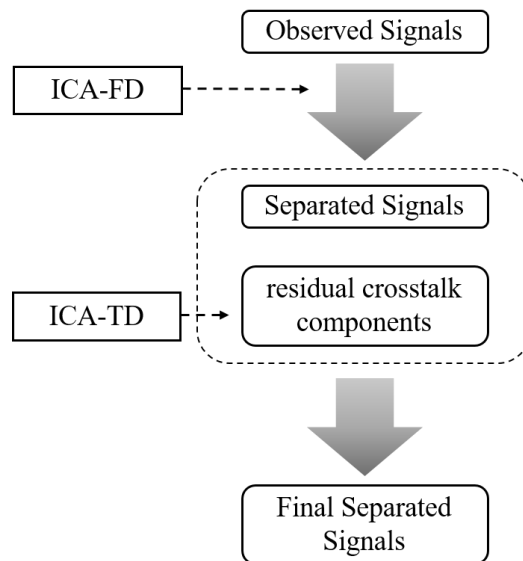 Observed Signals
ICA-FD
Separated Signals
ICA-TD
residual crosstalk
components
Final Separated
Signals